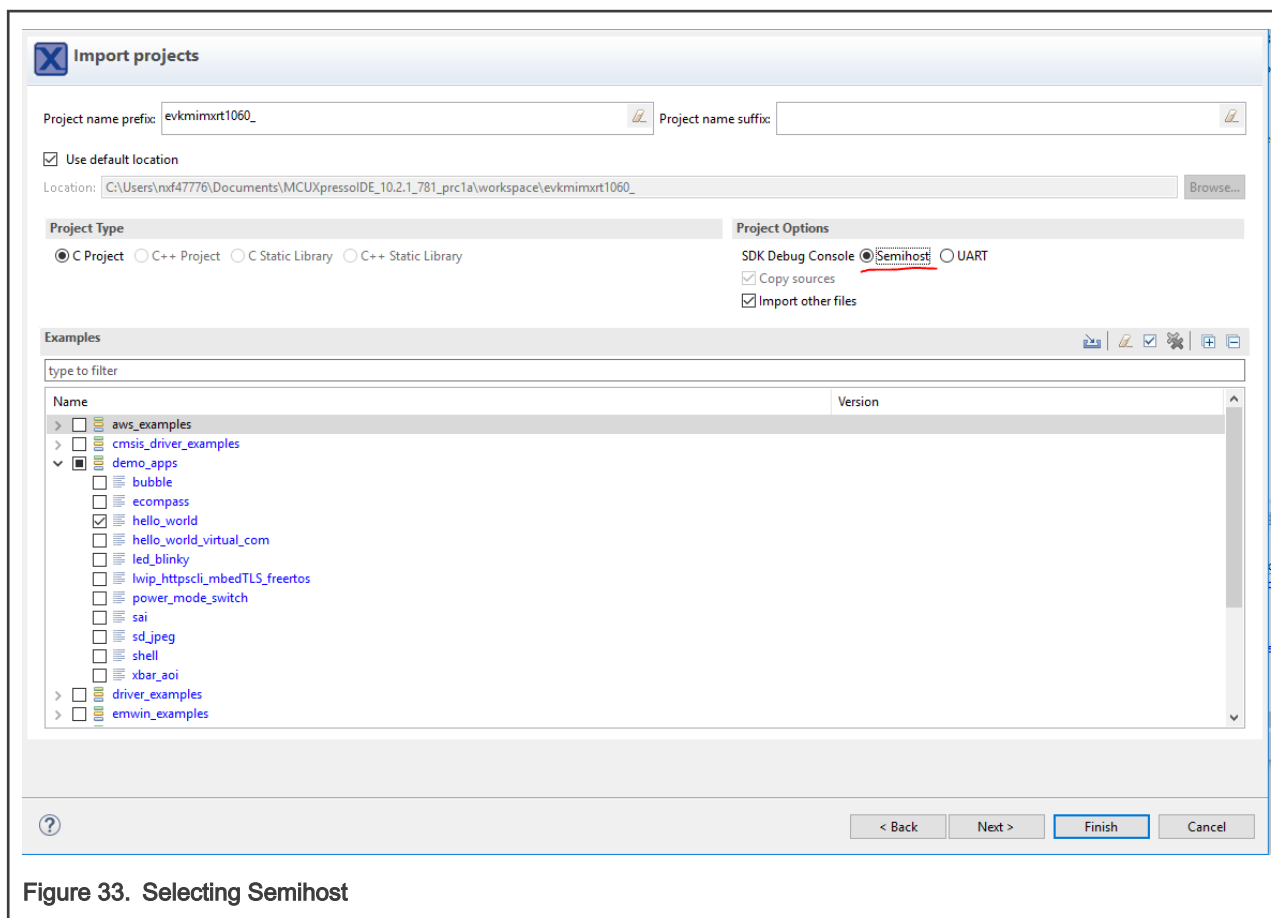 Import projects
Project name prefix: evkmimxrt1060_ Project name suffix:
Use default location
Location: C:\Users\nxf47776\Documents\MCUXpressoIDE_10.2.1_781_prc1a\workspace\evkmimxrt1060_ Browse...
Project Type Project Options
C Project C++ Project C Static Library C++ Static Library SDK Debug Console Semihost UART
Copy sources
Import other files
Examples
type to filter
Name Version
aws_examples
cmsis_driver_examples
demo_apps
bubble
ecompass
hello_world
hello_world_virtual_com
led_blinky
lwip_httpscli_mbedTLS_freertos
power_mode_switch
sai
sd_jpeg
shell
xbar_aoi
driver_examples
emwin_examples
< Back Next > Finish Cancel
Figure 33. Selecting Semihost